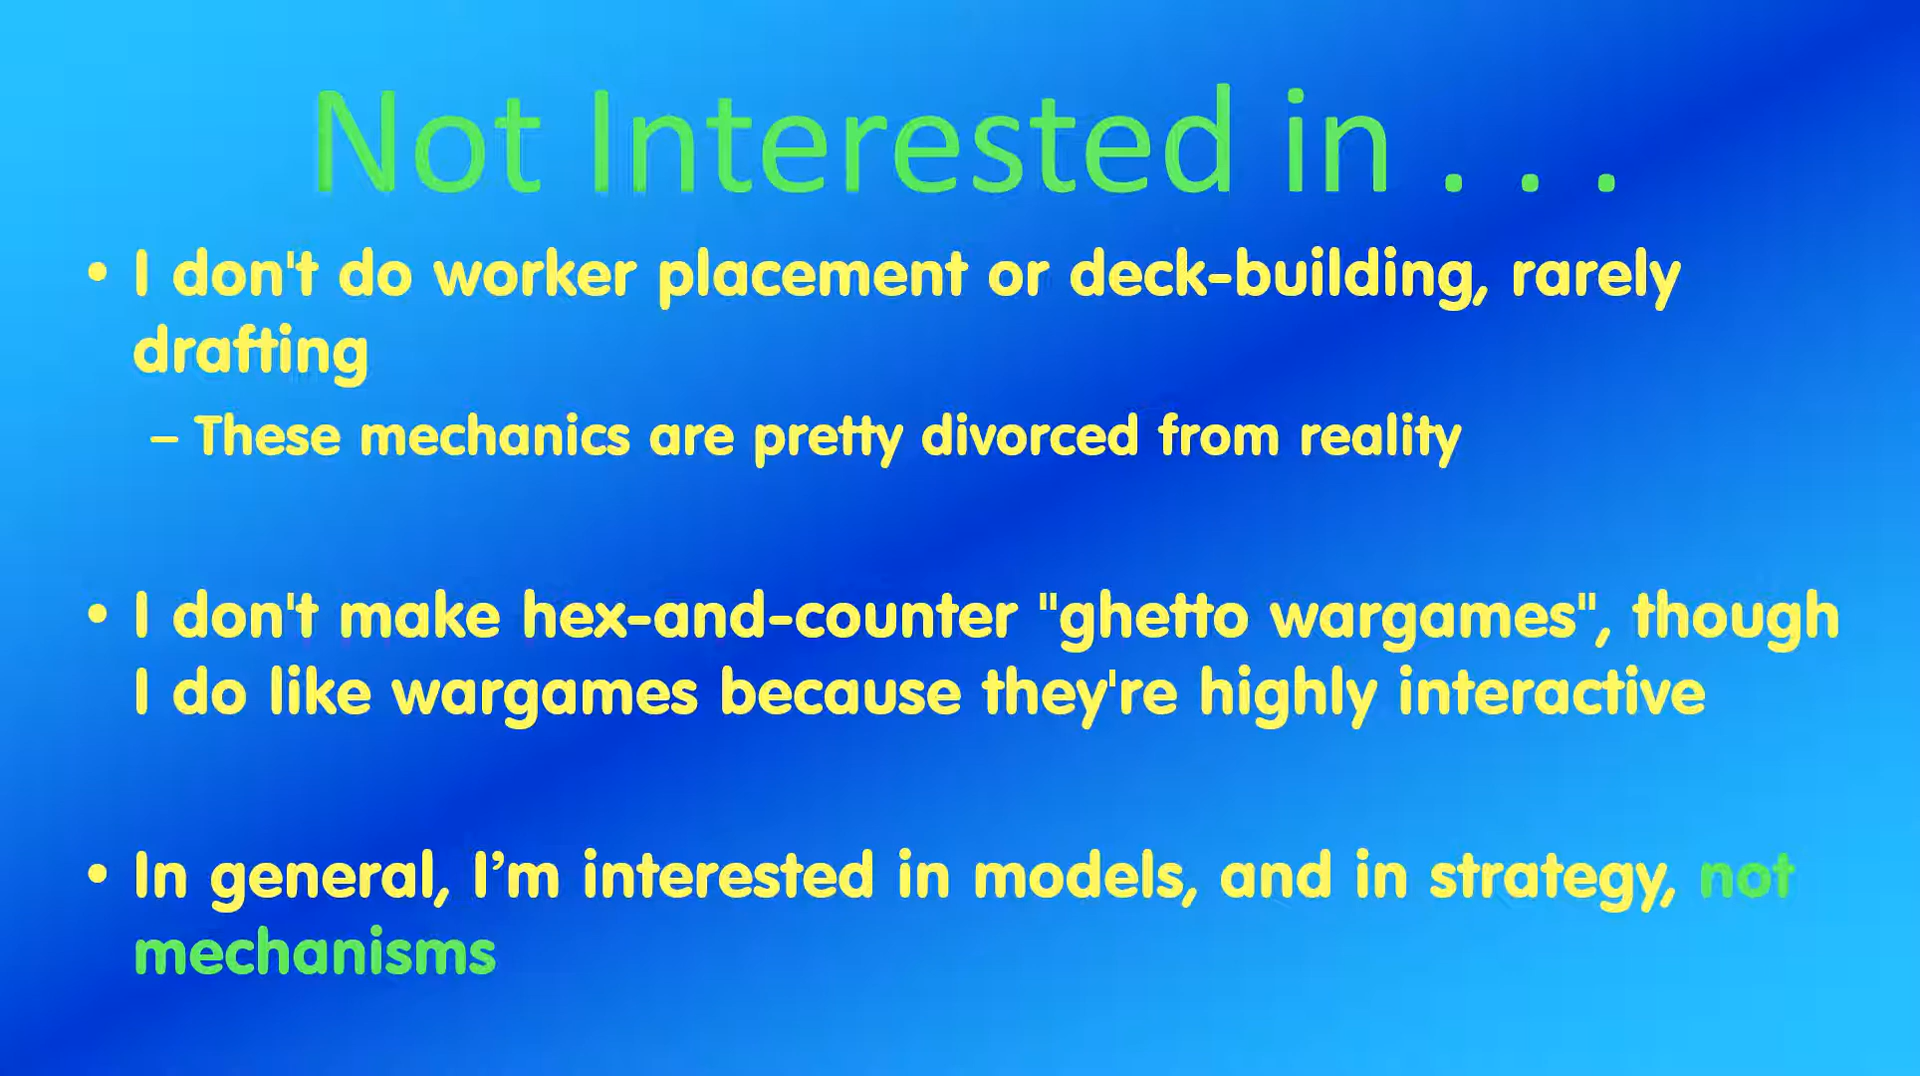 Not Interested in . . .
• I don't do worker placement or deck-building, rarely
drafting
– These mechanics are pretty divorced from reality
• I don't make hex-and-counter "ghetto wargames", though
I do like wargames because they're highly interactive
• In general, I’m interested in models, and in strategy, not
mechanisms